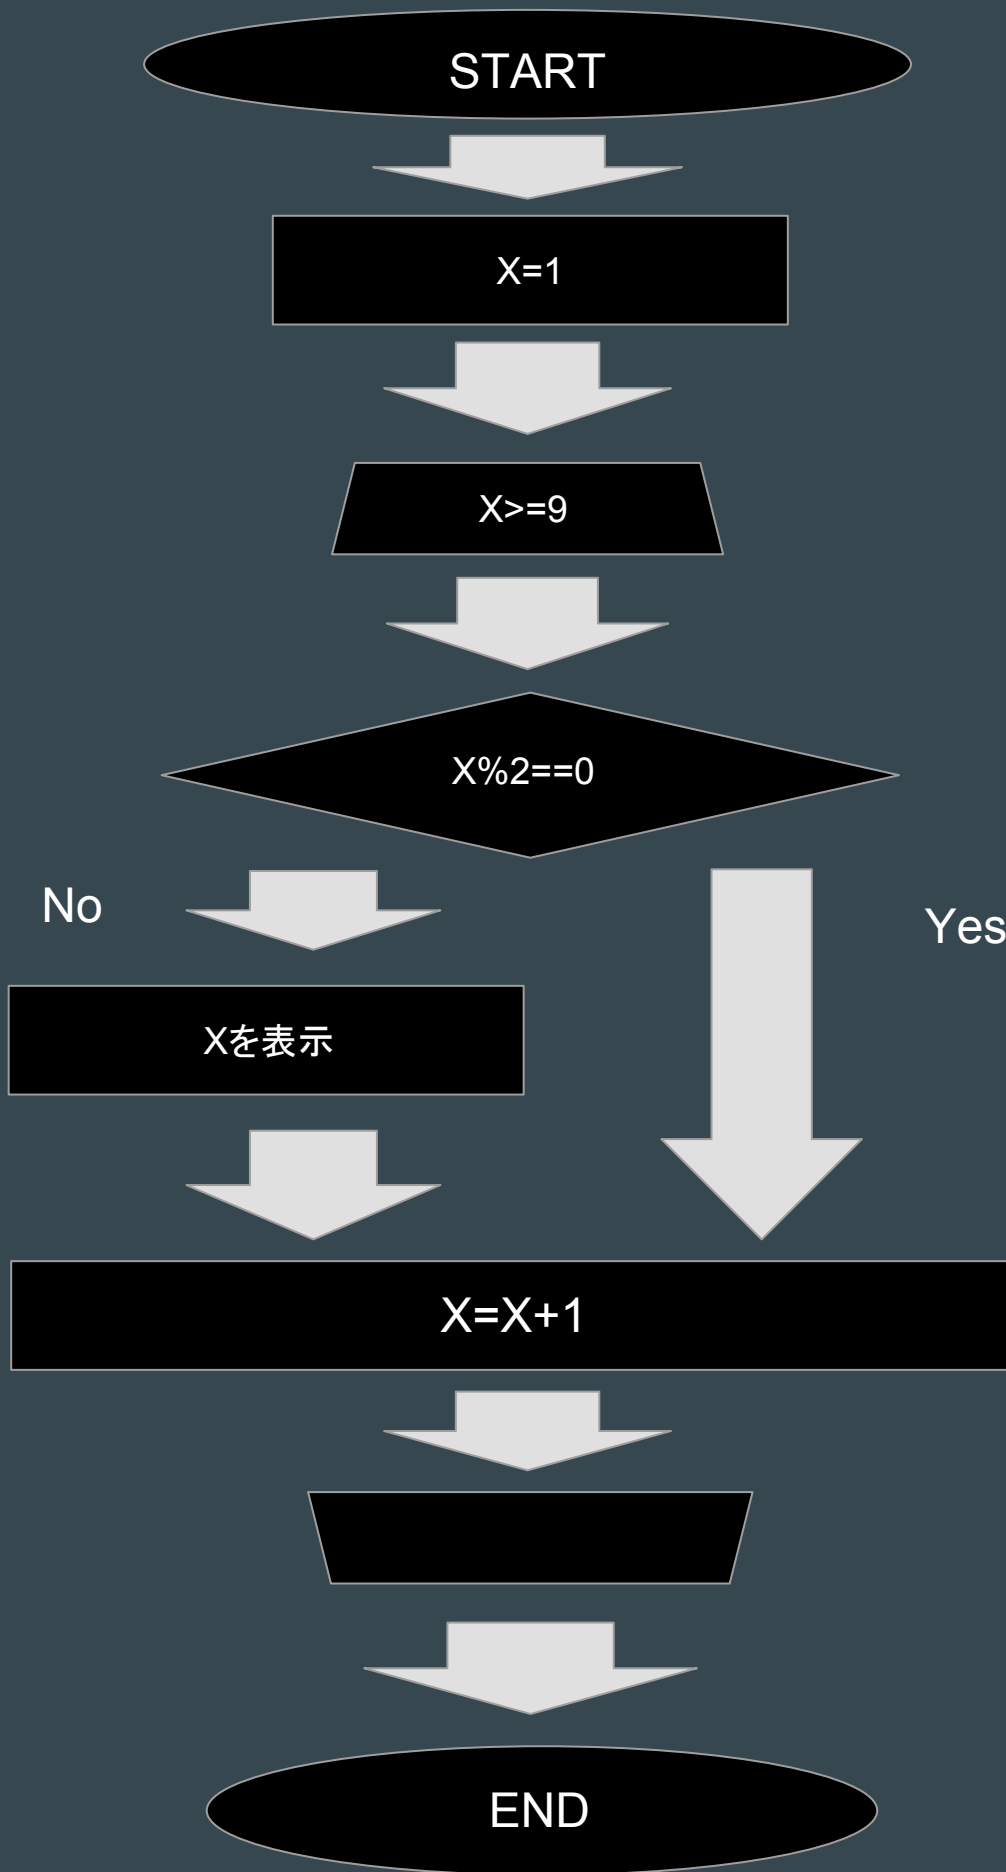 START
X=1
X>=9
X%2==0
No
Yes
Xを表示
X=X+1
END